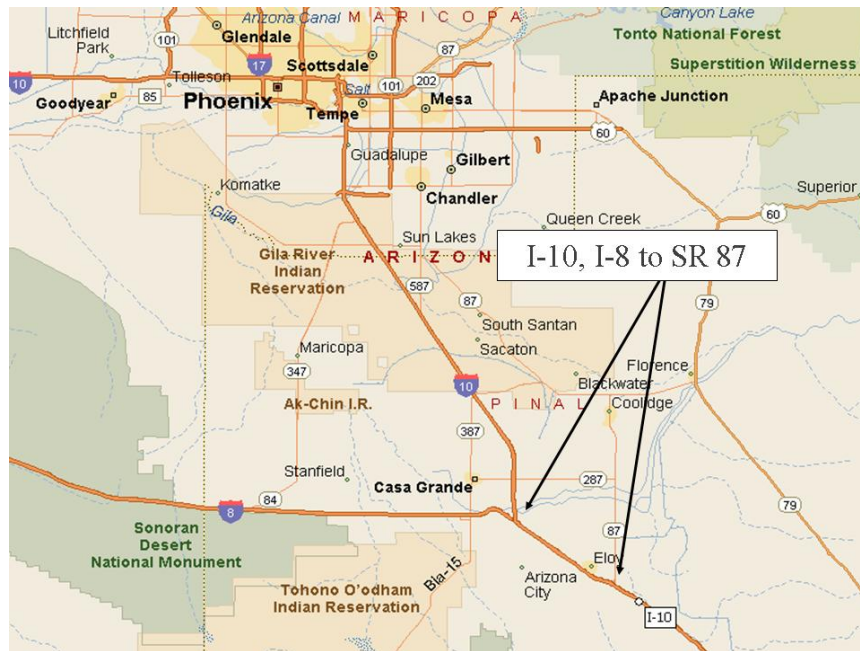 Arizona Canal
M A R I C O P A
Canyon Lake
Litchfield
Park
101
Glendale
87
Tonto National Forest
17
Scottsdale
Superstition Wilderness
10
Tolleson
101
202
Goodyear
85
Phoenix
Salt
Mesa
Apache Junction
Tempe
60
Guadalupe
Gilbert
Komatke
Chandler
Superior
Gila
Queen Creek
60
Sun Lakes
Gila River
Indian
Reservation
A R I Z O N
I-10, I-8 to SR 87
587
87
79
South Santan
Maricopa
Sacaton
347
10
Florence
Blackwater
Ak-Chin I.R.
P I N A L
Coolidge
387
Stanfield
Casa Grande
287
84
79
8
Sonoran
Desert
National Monument
87
Eloy
Bla-15
Arizona
City
Tohono O'odham
Indian Reservation
I-10